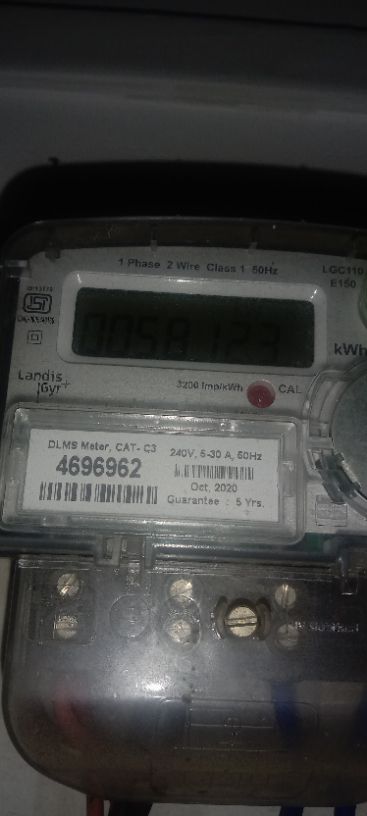 1 Phase 2 Wire Class 1 50Hz
LGC110
E150
ISI
kWh
Landis
Gyr+
3200 Imp/kWh
CAL
DLMS Meter, CAT- C3
240V, 5-30 A, 50Hz
4696962
Oct, 2020
Guarantee : 5 Yrs.